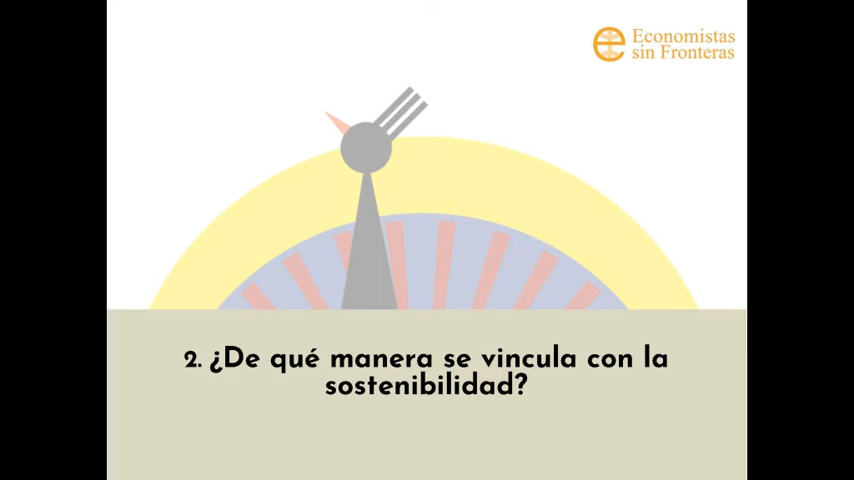 Economistas
sin Fronteras
2. ¿De qué manera se vincula con la
sostenibilidad?